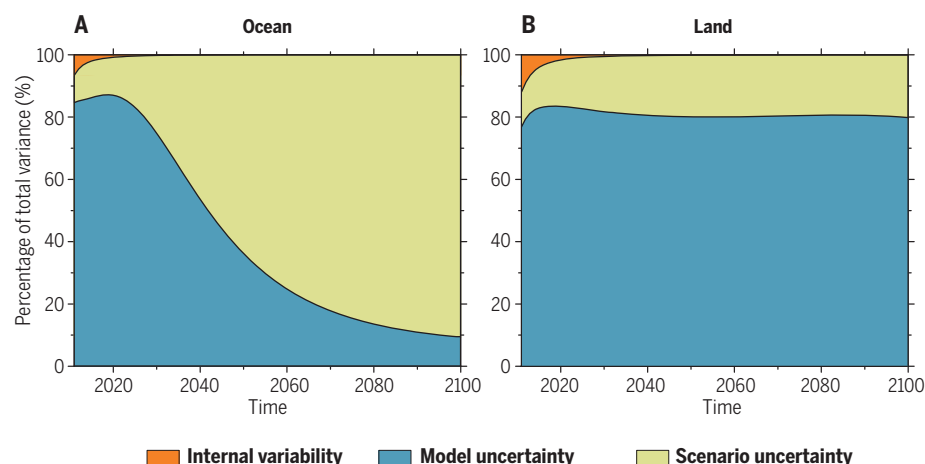 A Ocean
B Land
Percentage of total variance (%)
100
80
60
40
20
0
2020 2040 2060 2080 2100
Time
100
80
60
40
20
0
2020 2040 2060 2080 2100
Time
Internal variability Model uncertainty Scenario uncertainty